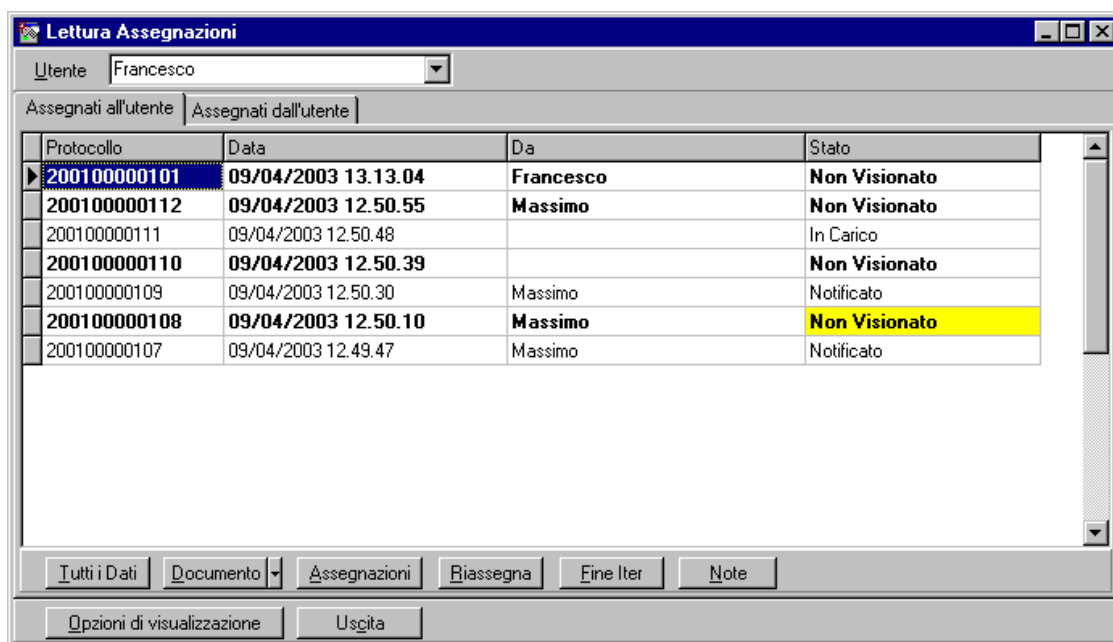 Lettura Assegnazioni
Utente Francesco
Assegnati all'utente Assegnati dall'utente
Protocollo Data Da Stato
200100000101 09/04/2003 13.13.04 Francesco Non Visionato
200100000112 09/04/2003 12.50.55 Massimo Non Visionato
200100000111 09/04/2003 12.50.48 In Carico
200100000110 09/04/2003 12.50.39 Non Visionato
200100000109 09/04/2003 12.50.30 Massimo Notificato
200100000108 09/04/2003 12.50.10 Massimo Non Visionato
200100000107 09/04/2003 12.49.47 Massimo Notificato
Tutti i Dati Documento Assegnazioni Riassegna Fine Iter Note
Opzioni di visualizzazione Uscita